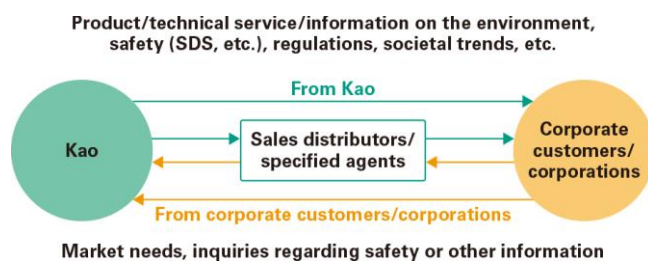 Product/technical service/information on the environment,
safety (SDS, etc.), regulations, societal trends, etc.
From Kao
Kao
Sales distributors/
specified agents
Corporate
customers/
corporations
From corporate customers/corporations
Market needs, inquiries regarding safety or other information